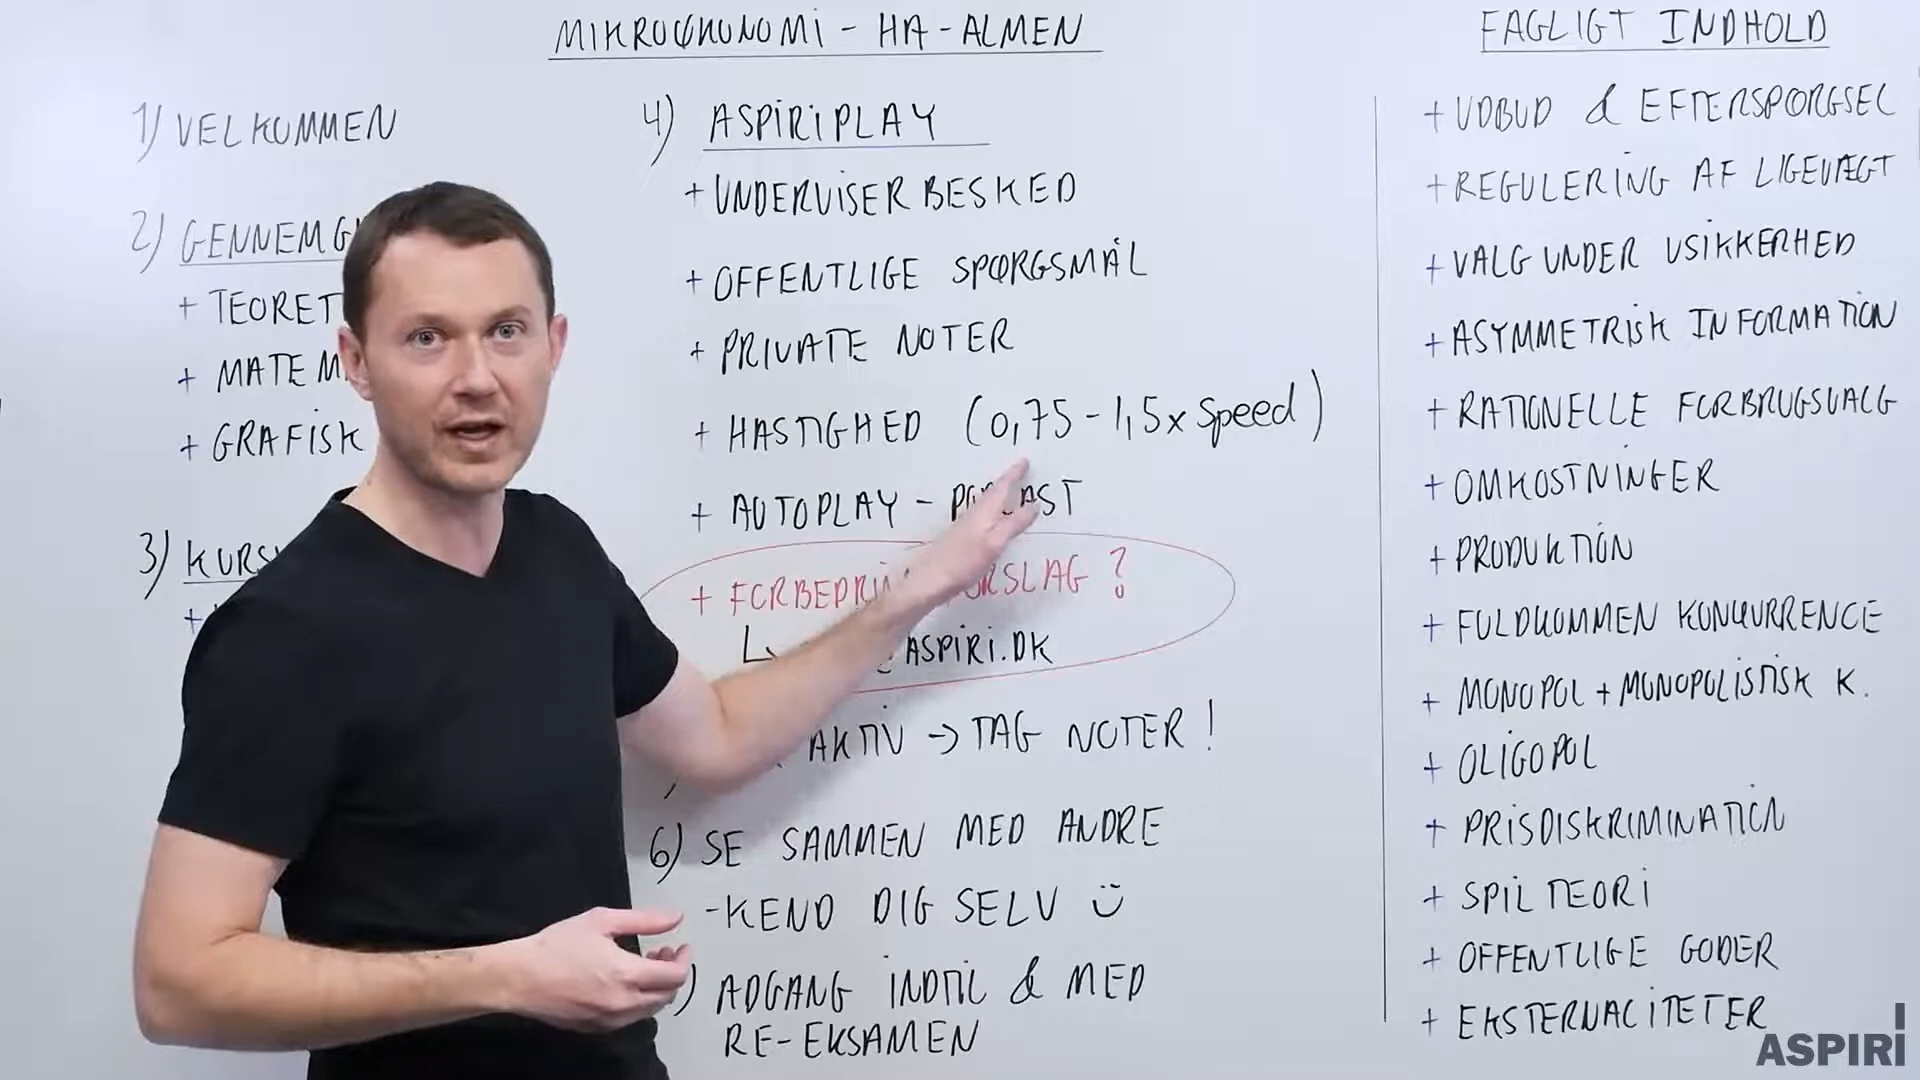 MIKROØKONOMI - HA - ALMEN
1) VELKOMMEN
2) GENNEMG
+ TEORET
+ MATEM
+ GRAFISK
3) KURS
+
4) ASPIRIPLAY
+ UNDERVISER BESKED
+ OFFENTLIGE SPØRGSMÅL
+ PRIVATE NOTER
+ HASTIGHED (0,75 - 1,5x Speed)
+ AUTOPLAY - PODCAST
+ ?
ASPIRI.DK
AKTIV → TAG NOTER!
6) SE SAMMEN MED ANDRE
- KEND DIG SELV Ü
) ADGANG INDTIL & MED
RE-EKSAMEN
FAGLIGT INDHOLD
+ UDBUD & EFTERSPØRGSEL
+ REGULERING AF LIGEVÆGT
+ VALG UNDER USIKKERHED
+ ASYMMETRISK INFORMATION
+ RATIONELLE FORBRUGSVALG
+ OMKOSTNINGER
+ PRODUKTION
+ FULDKOMMEN KONKURRENCE
+ MONOPOL + MONOPOLISTISK K.
+ OLIGOPOL
+ PRISDISKRIMINATION
+ SPILTEORI
+ OFFENTLIGE GODER
+ EKSTERNALITETER
ASPIRI